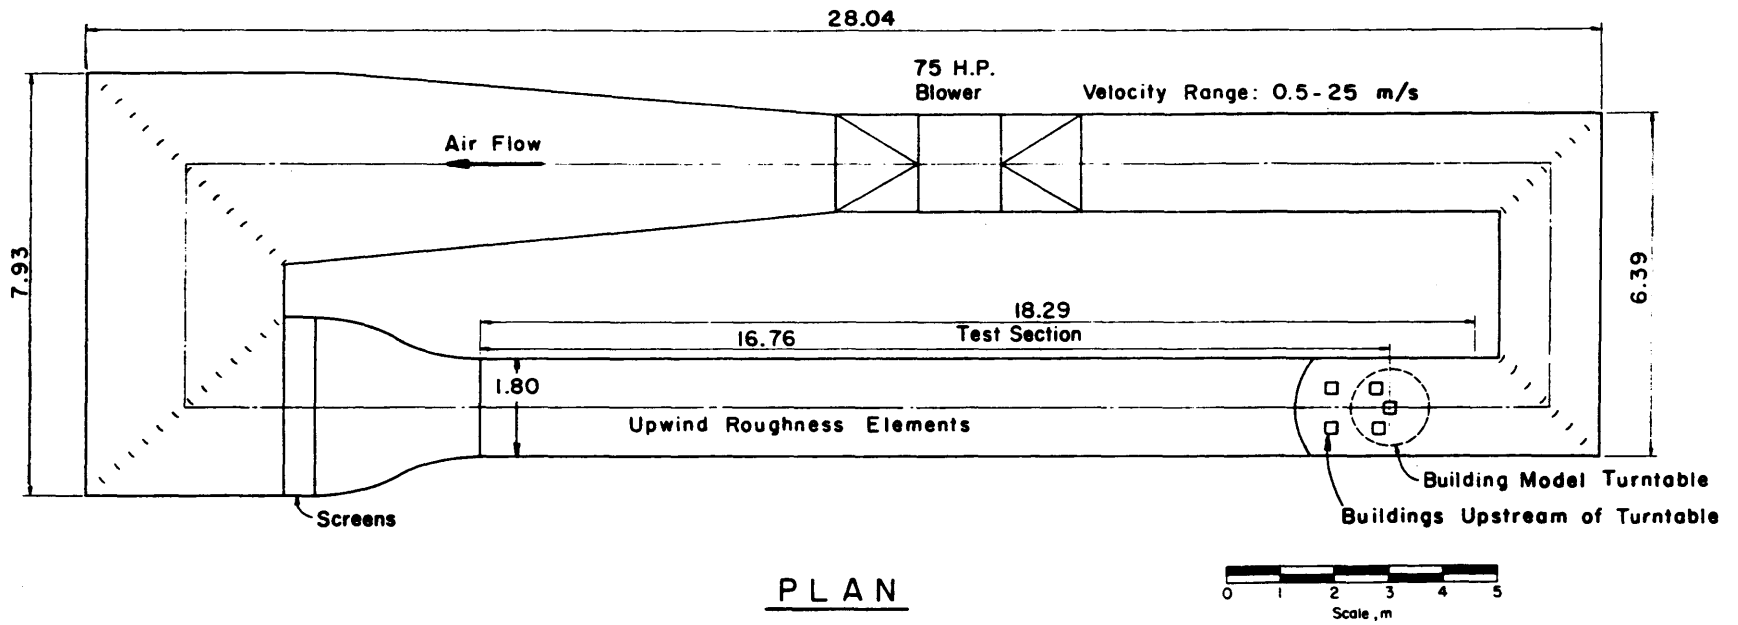 28.04
75 H.P.
Blower
Velocity Range: 0.5-25 m/s
Air Flow
7.93
6.39
18.29
Test Section
16.76
1.80
Upwind Roughness Elements
Building Model Turntable
Buildings Upstream of Turntable
Screens
PLAN
0 1 2 3 4 5
Scale, m